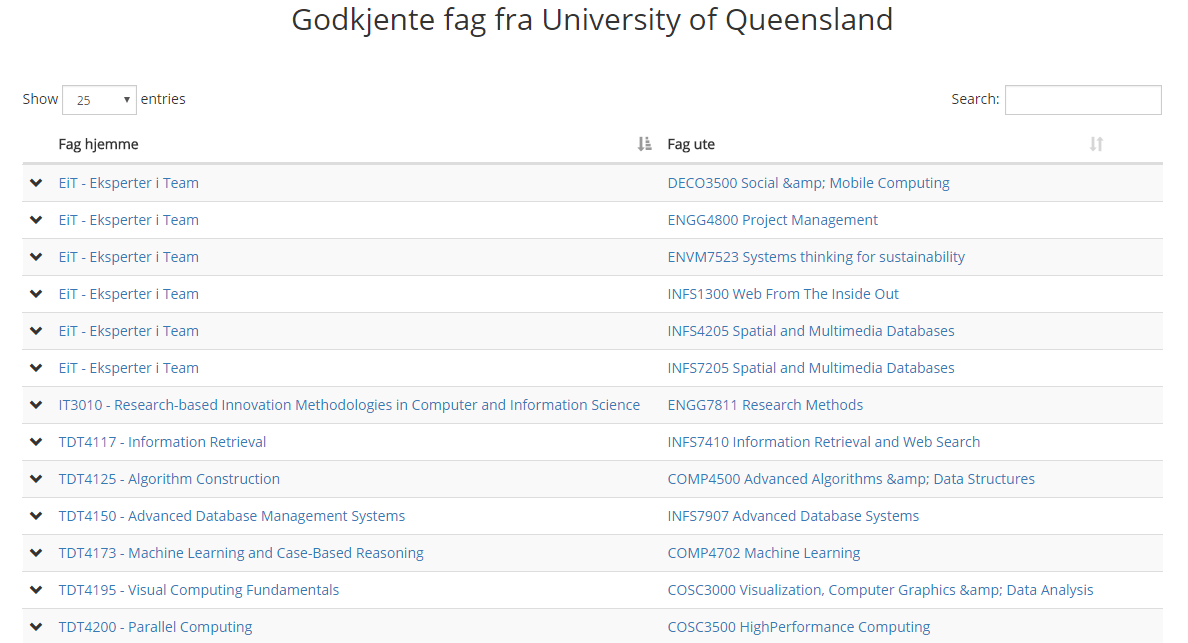 Godkjente fag fra University of Queensland
Show 25 entries
Search:
Fag hjemme Fag ute
EiT - Eksperter i Team DECO3500 Social &amp; Mobile Computing
EiT - Eksperter i Team ENGG4800 Project Management
EiT - Eksperter i Team ENVM7523 Systems thinking for sustainability
EiT - Eksperter i Team INFS1300 Web From The Inside Out
EiT - Eksperter i Team INFS4205 Spatial and Multimedia Databases
EiT - Eksperter i Team INFS7205 Spatial and Multimedia Databases
IT3010 - Research-based Innovation Methodologies in Computer and Information Science ENGG7811 Research Methods
TDT4117 - Information Retrieval INFS7410 Information Retrieval and Web Search
TDT4125 - Algorithm Construction COMP4500 Advanced Algorithms &amp; Data Structures
TDT4150 - Advanced Database Management Systems INFS7907 Advanced Database Systems
TDT4173 - Machine Learning and Case-Based Reasoning COMP4702 Machine Learning
TDT4195 - Visual Computing Fundamentals COSC3000 Visualization, Computer Graphics &amp; Data Analysis
TDT4200 - Parallel Computing COSC3500 HighPerformance Computing